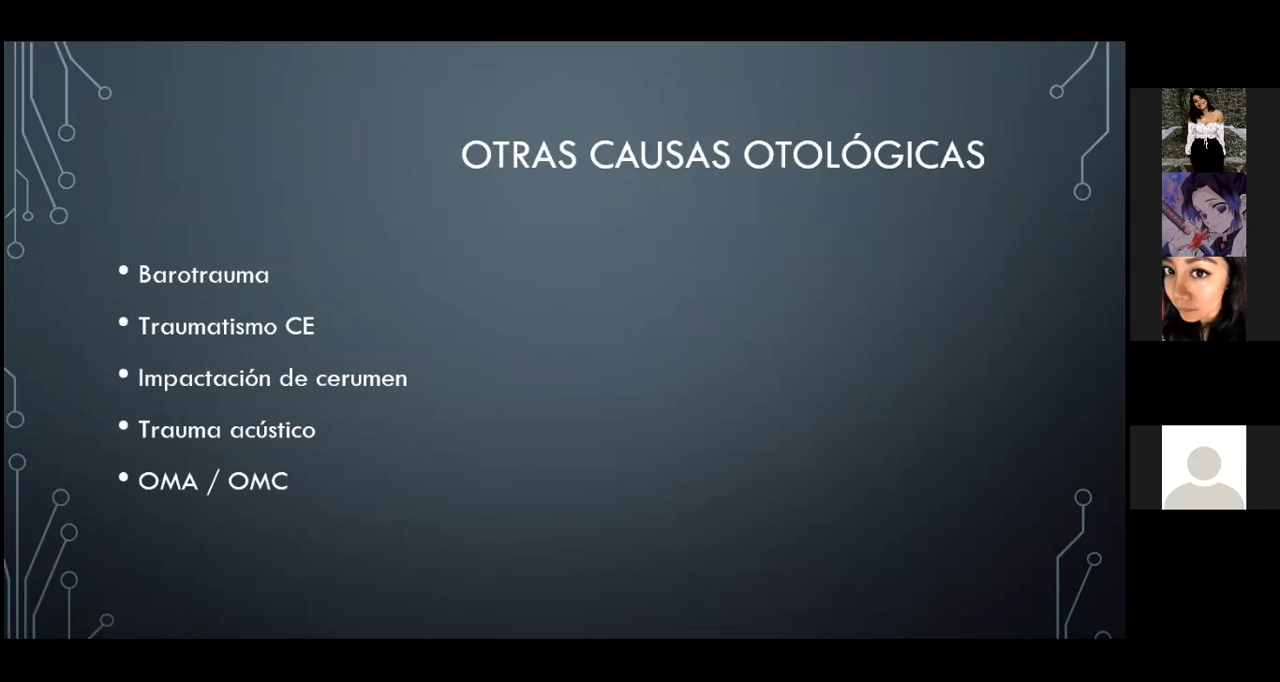 OTRAS CAUSAS OTOLÓGICAS
• Barotrauma
• Traumatismo CE
• Impactación de cerumen
• Trauma acústico
• OMA / OMC